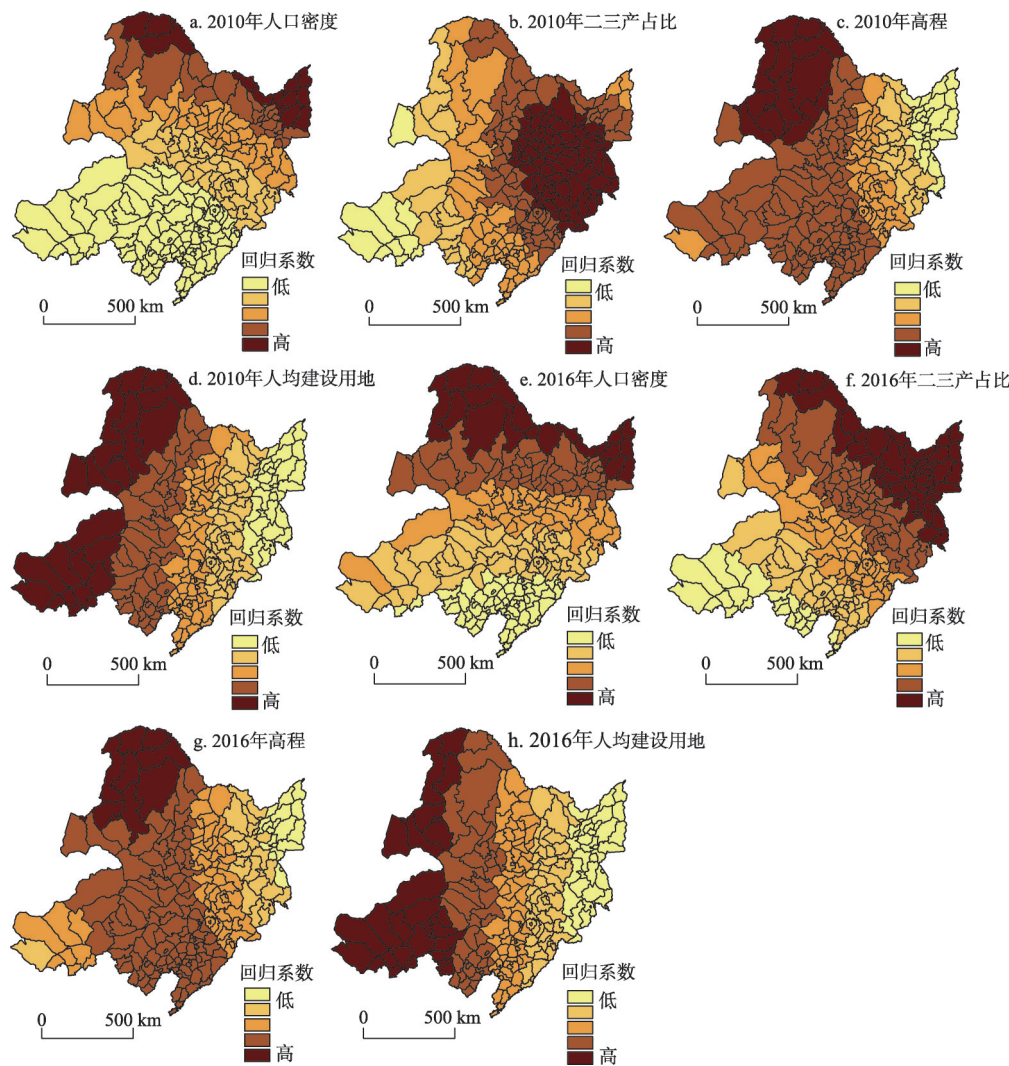 a. 2010年人口密度
b. 2010年二三产占比
c. 2010年高程
回归系数
低
高
0 500 km
回归系数
低
高
0 500 km
回归系数
低
高
0 500 km
d. 2010年人均建设用地
e. 2016年人口密度
f. 2016年二三产占比
回归系数
低
高
0 500 km
回归系数
低
高
0 500 km
回归系数
低
高
0 500 km
g. 2016年高程
h. 2016年人均建设用地
回归系数
低
高
0 500 km
回归系数
低
高
0 500 km